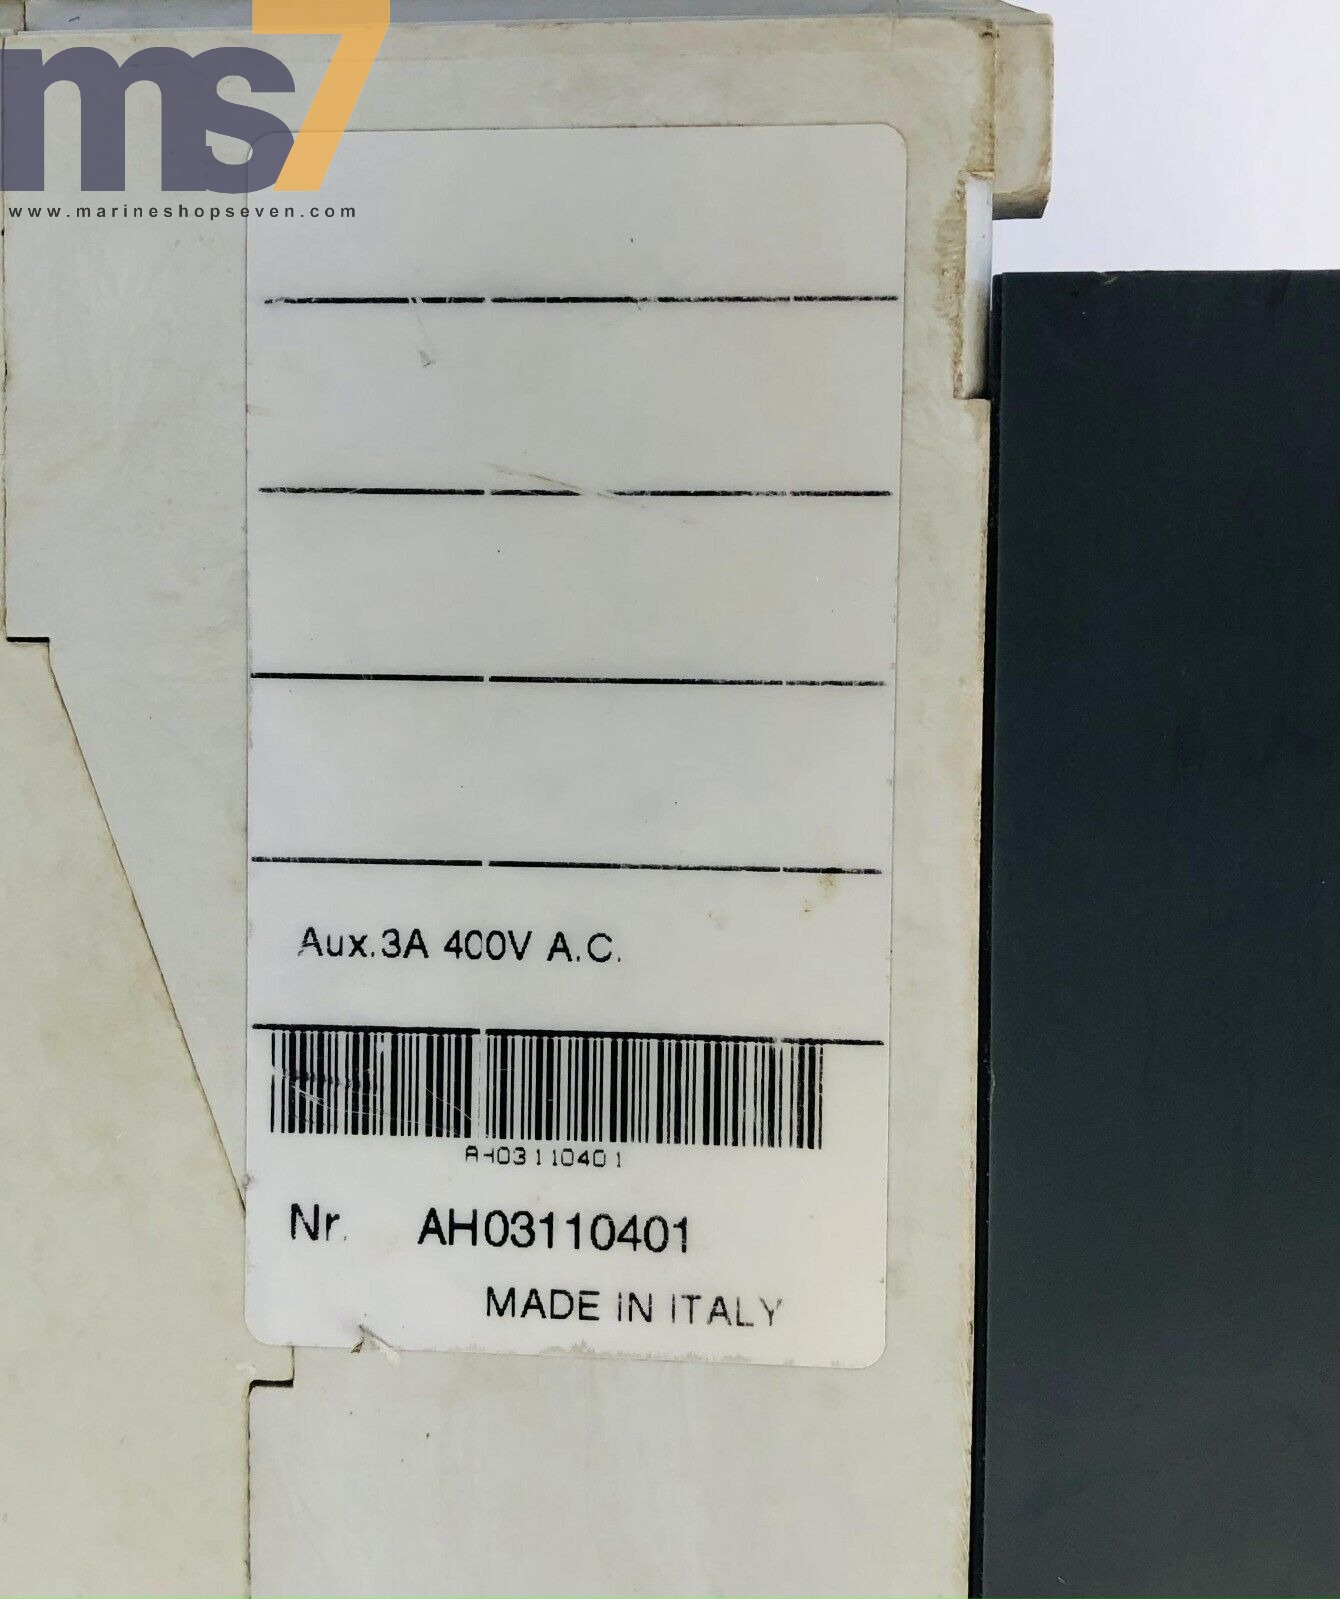 ms7
www.marineshopseven.com
Aux.3A 400V A.C.
AH03110401
Nr. AH03110401
MADE IN ITALY